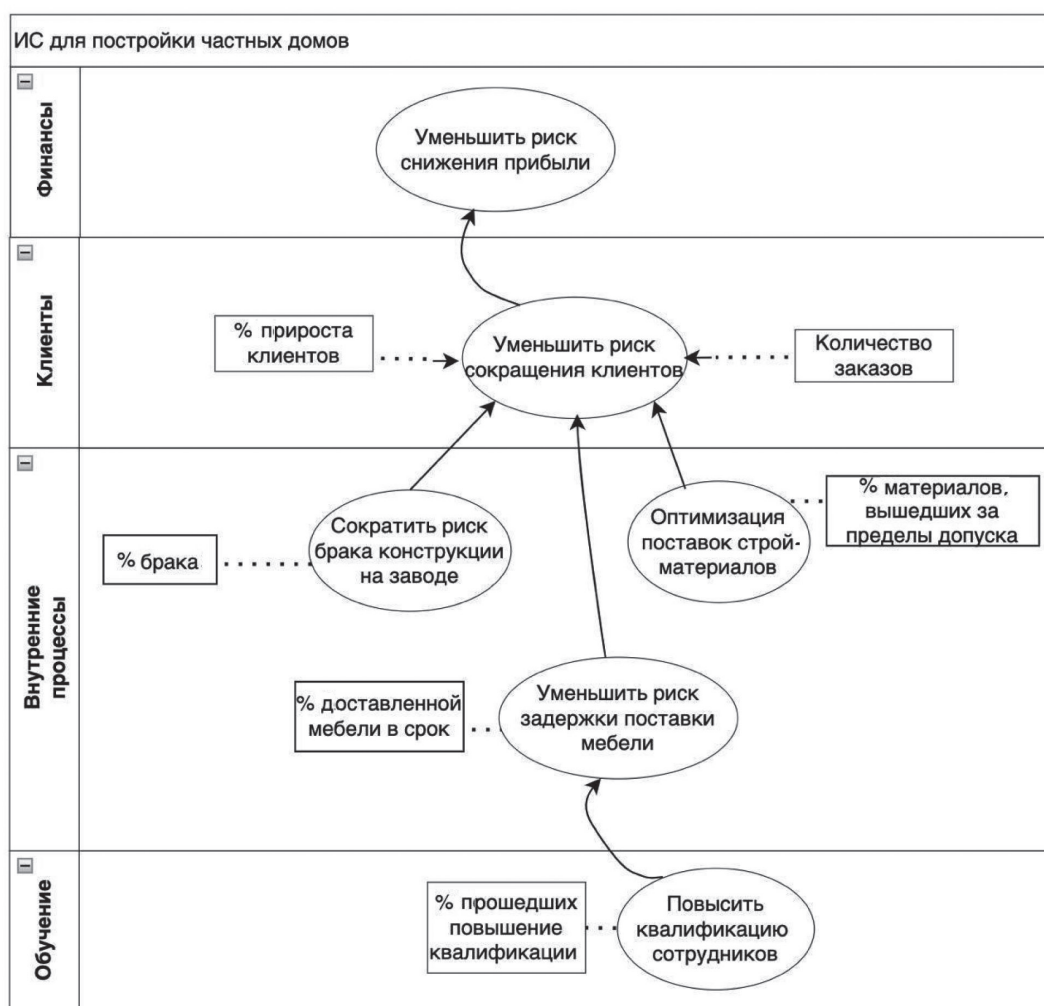 ИС для постройки частных домов
Финансы
Уменьшить риск
снижения прибыли
Клиенты
% прироста
клиентов
Уменьшить риск
сокращения клиентов
Количество
заказов
Внутренние
процессы
% брака
Сократить риск
брака конструкции
на заводе
Оптимизация
поставок строй-
материалов
% материалов,
вышедших за
пределы допуска
% доставленной
мебели в срок
Уменьшить риск
задержки поставки
мебели
Обучение
% прошедших
повышение
квалификации
Повысить
квалификацию
сотрудников